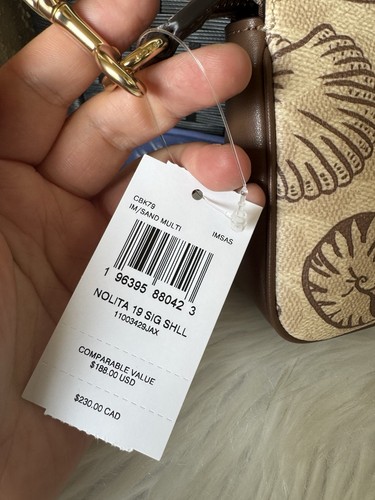 CBK79
IM/SAND MULTI IMSAS
1 96395 88042 3
NOLITA 19 SIG SHLL
11003429JAX
COMPARABLE VALUE
$188.00 USD
$230.00 CAD